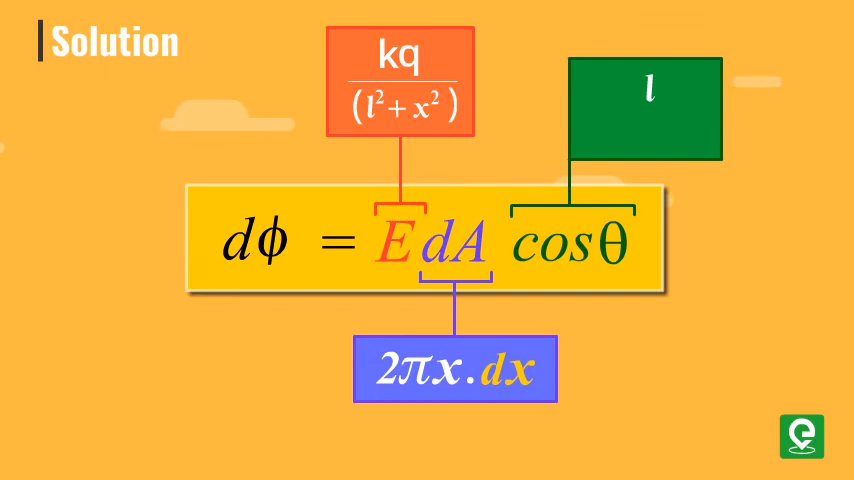 Solution
kq
(l²+ x²)
l
dϕ = E dA cosθ
2πx.dx